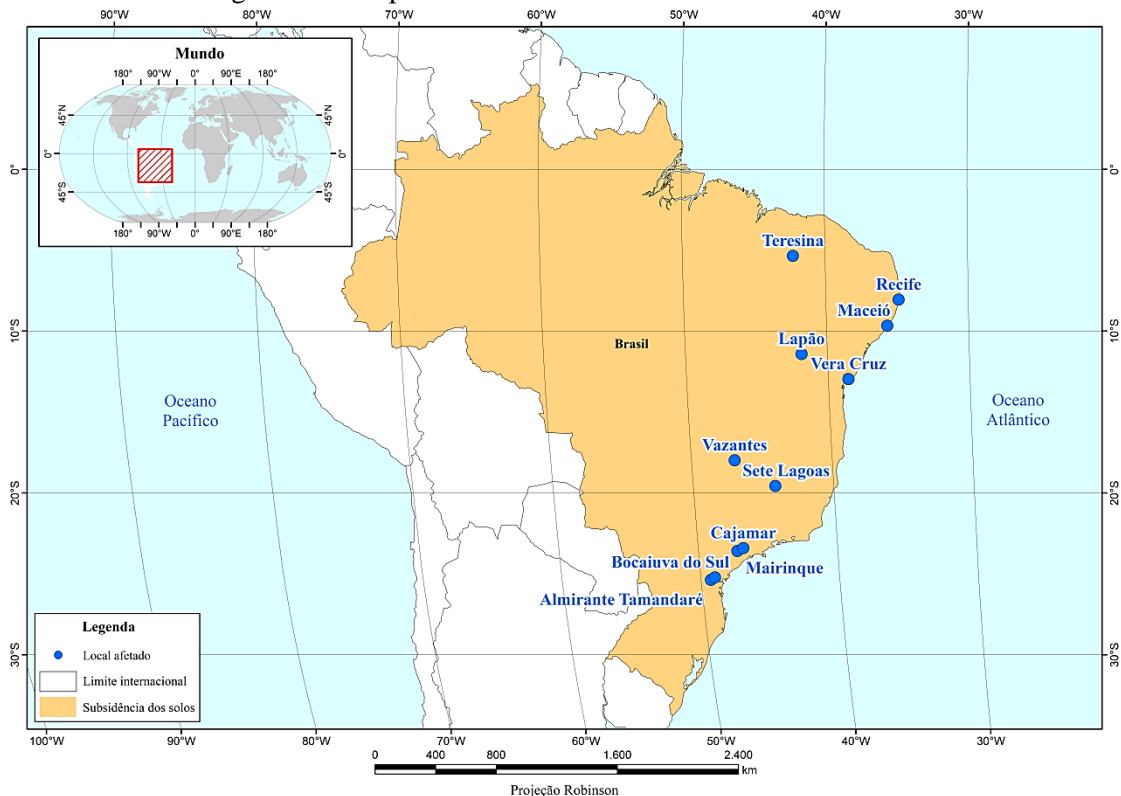 90°W 80°W 70°W 60°W 50°W 40°W 30°W
Mundo
180° 90°W 0° 90°E 180°
45°N 45°N
0° 0°
45°S 45°S
180° 90°W 0° 90°E 180°
0° 0°
Teresina
Recife
Maceió
10°S 10°S
Lapão
Brasil
Vera Cruz
Oceano
Pacífico
Oceano
Atlântico
Vazantes
Sete Lagoas
20°S 20°S
Cajamar
Bocaiuva do Sul
Mairinque
Almirante Tamandaré
Legenda
Local afetado
30°S 30°S
Limite internacional
Subsidência dos solos
100°W 90°W 80°W 70°W 60°W 50°W 40°W 30°W
0 400 800 1.600 2.400
km
Projeção Robinson